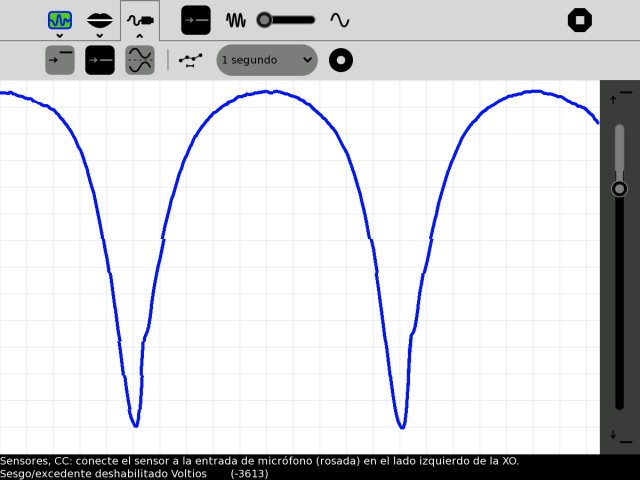 1 segundo
Sensores, CC: conecte el sensor a la entrada de micrófono (rosada) en el lado izquierdo de la XO.
Sesgo/excedente deshabilitado Voltios (-3613)